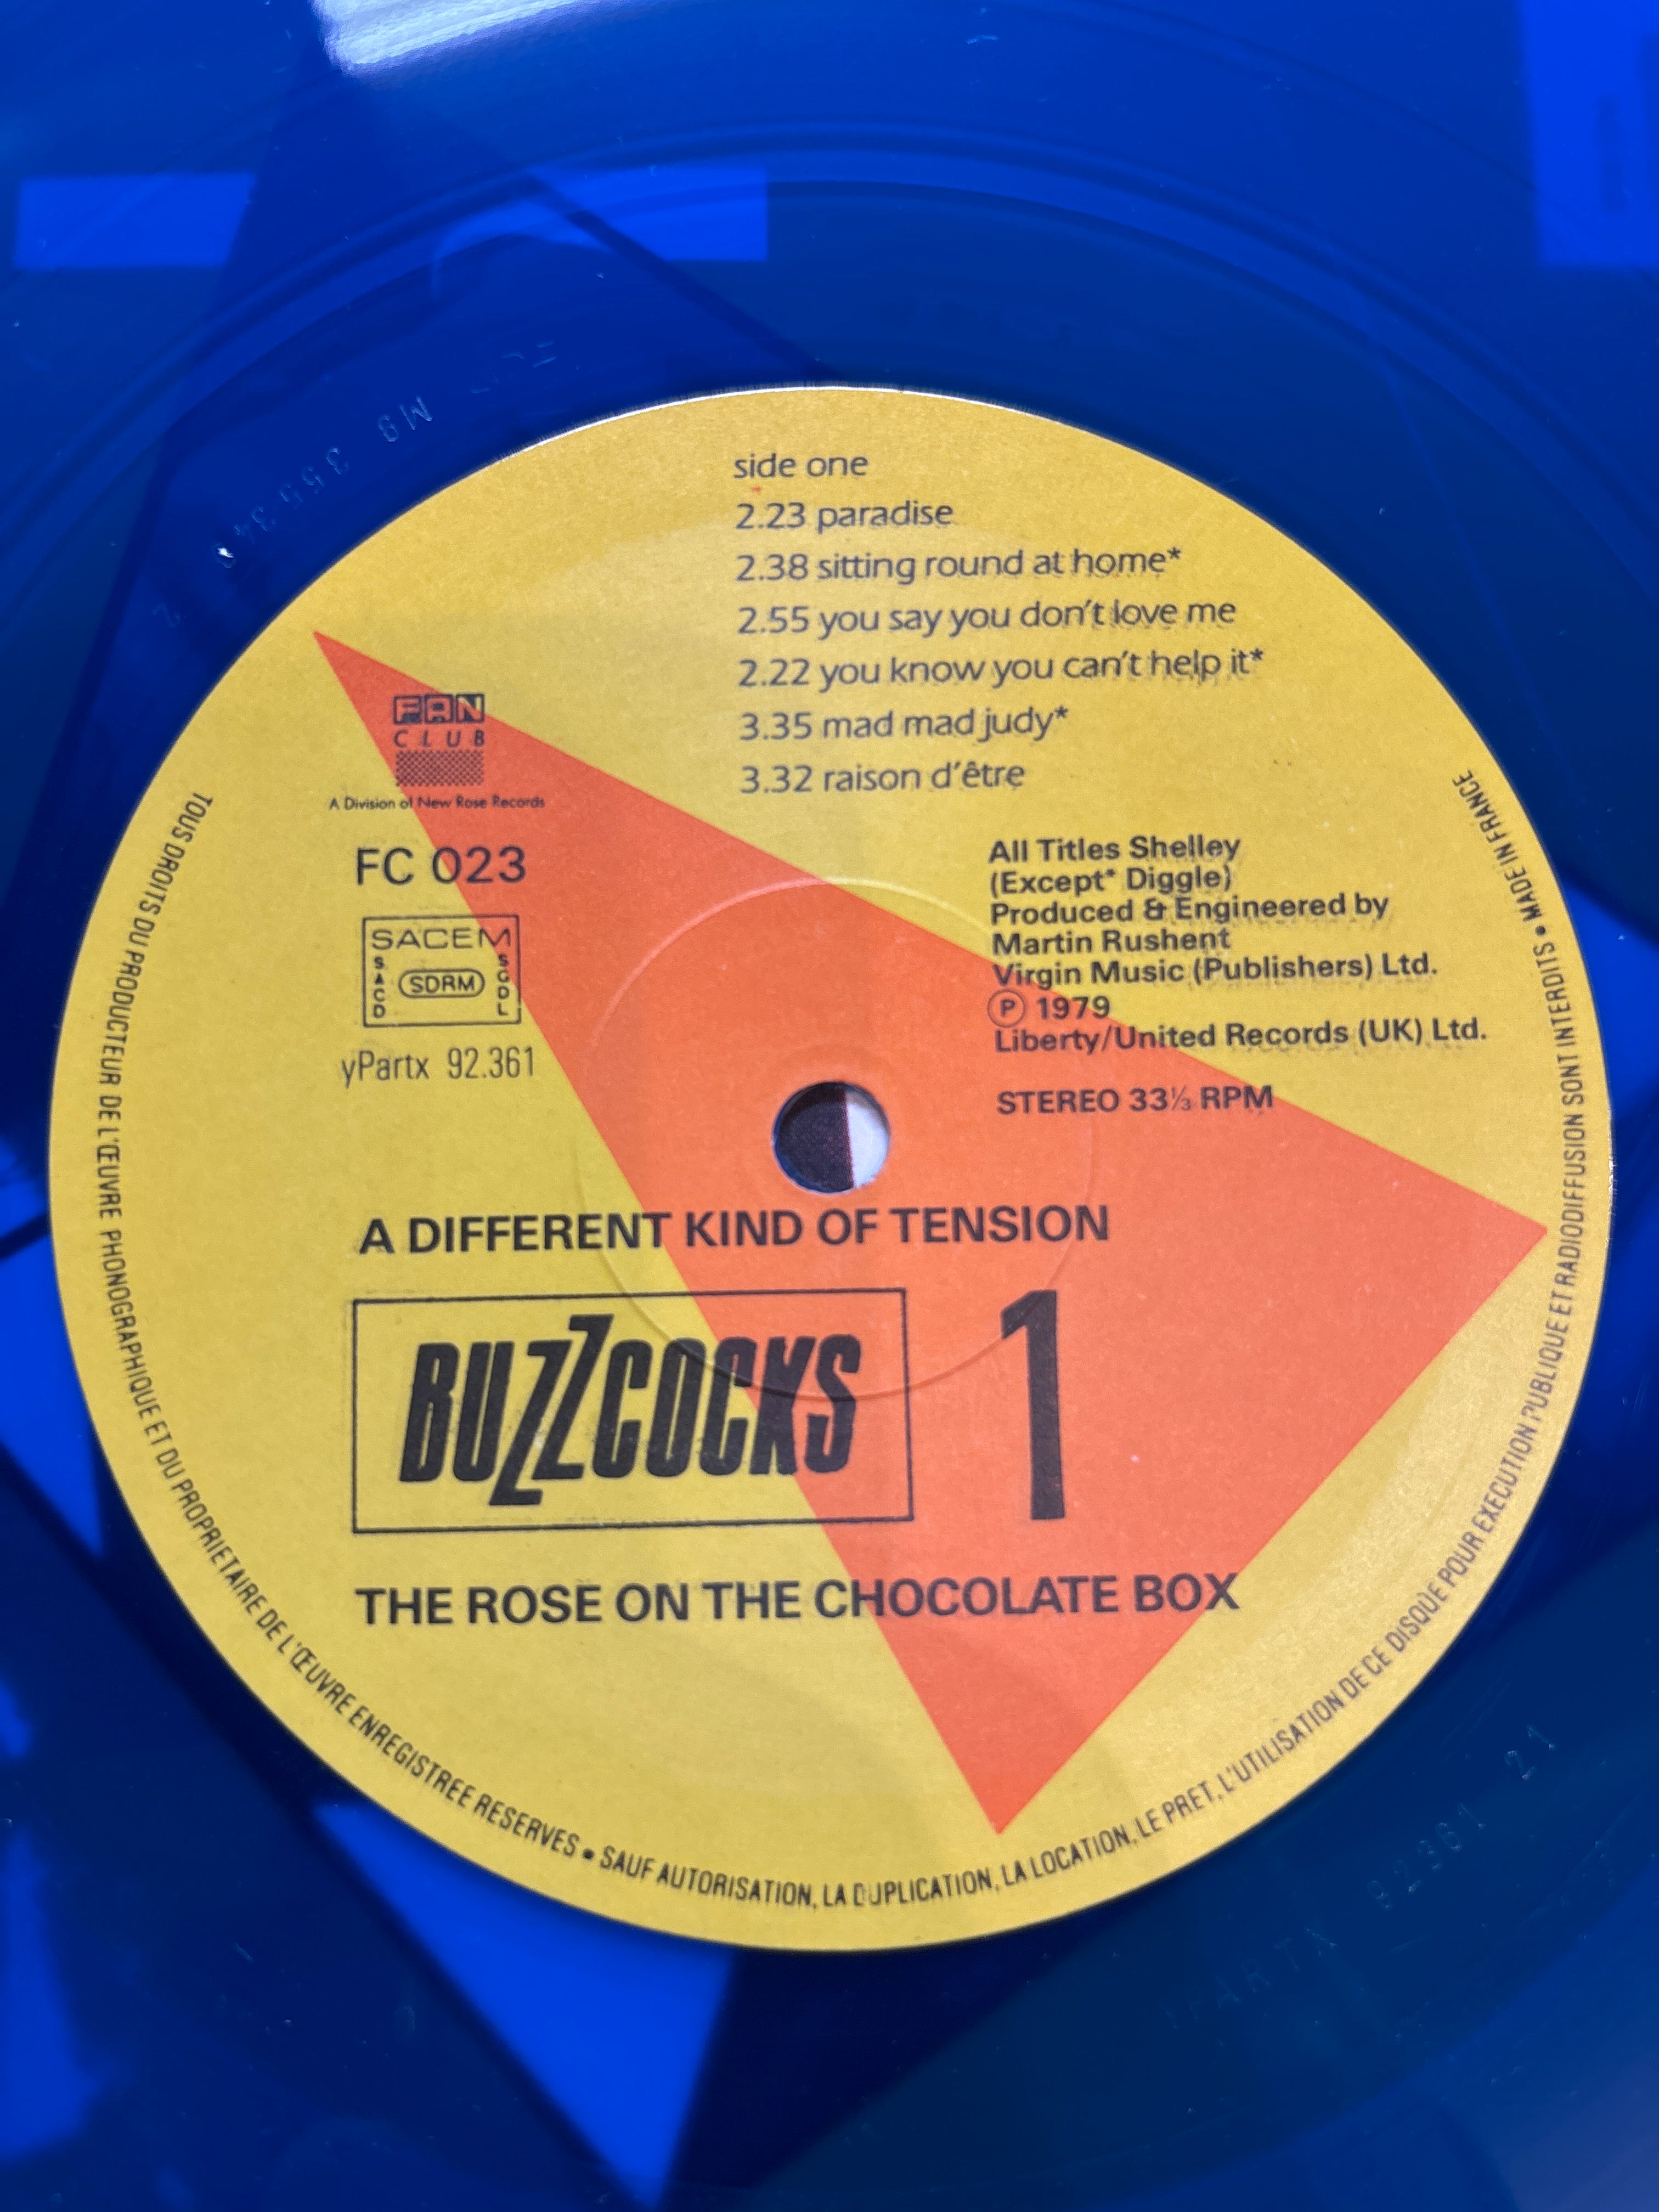 side one
2.23 paradise
2.38 sitting round at home*
2.55 you say you don't love me
2.22 you know you can't help it*
3.35 mad mad judy*
3.32 raison d'être
FAN
CLUB
A Division of New Rose Records
FC 023
SACEM
SACD
SDRM
SGDL
yPartx 92.361
All Titles Shelley
(Except* Diggle)
Produced & Engineered by
Martin Rushent
Virgin Music (Publishers) Ltd.
Ⓟ 1979
Liberty/United Records (UK) Ltd.
STEREO 33⅓ RPM
A DIFFERENT KIND OF TENSION
BUZZCOCKS
1
THE ROSE ON THE CHOCOLATE BOX
TOUS DROITS DU PRODUCTEUR DE L'ŒUVRE PHONOGRAPHIQUE ET DU PROPRIETAIRE DE L'ŒUVRE ENREGISTREE RESERVES • SAUF AUTORISATION, LA DUPLICATION, LA LOCATION, LE PRET, L'UTILISATION DE CE DISQUE POUR EXECUTION PUBLIQUE ET RADIODIFFUSION SONT INTERDITS • MADE IN FRANCE
YPARTX 92361 21